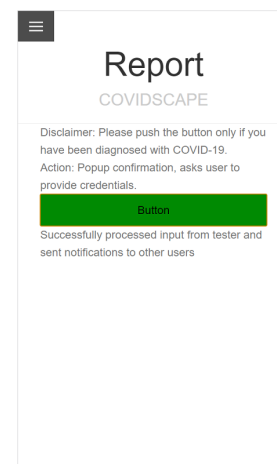 Report
COVIDSCAPE
Disclaimer: Please push the button only if you
have been diagnosed with COVID-19.
Action: Popup confirmation, asks user to
provide credentials.
Button
Successfully processed input from tester and
sent notifications to other users